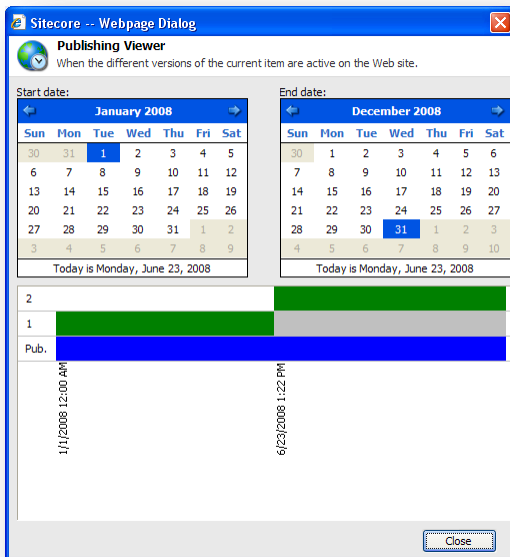 Sitecore -- Webpage Dialog
Publishing Viewer
When the different versions of the current item are active on the Web site.
Start date:
January 2008
Sun Mon Tue Wed Thu Fri Sat
30 31 1 2 3 4 5
6 7 8 9 10 11 12
13 14 15 16 17 18 19
20 21 22 23 24 25 26
27 28 29 30 31 1 2
3 4 5 6 7 8 9
Today is Monday, June 23, 2008
End date:
December 2008
Sun Mon Tue Wed Thu Fri Sat
30 1 2 3 4 5 6
7 8 9 10 11 12 13
14 15 16 17 18 19 20
21 22 23 24 25 26 27
28 29 30 31 1 2 3
4 5 6 7 8 9 10
Today is Monday, June 23, 2008
2
1
Pub.
1/1/2008 12:00 AM
6/23/2008 1:22 PM
Close